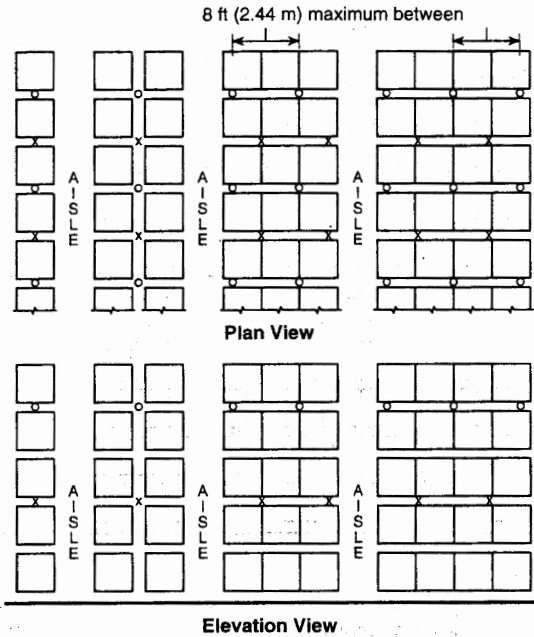 8 ft (2.44 m) maximum between
AISLE
AISLE
AISLE
Plan View
AISLE
AISLE
AISLE
Elevation View